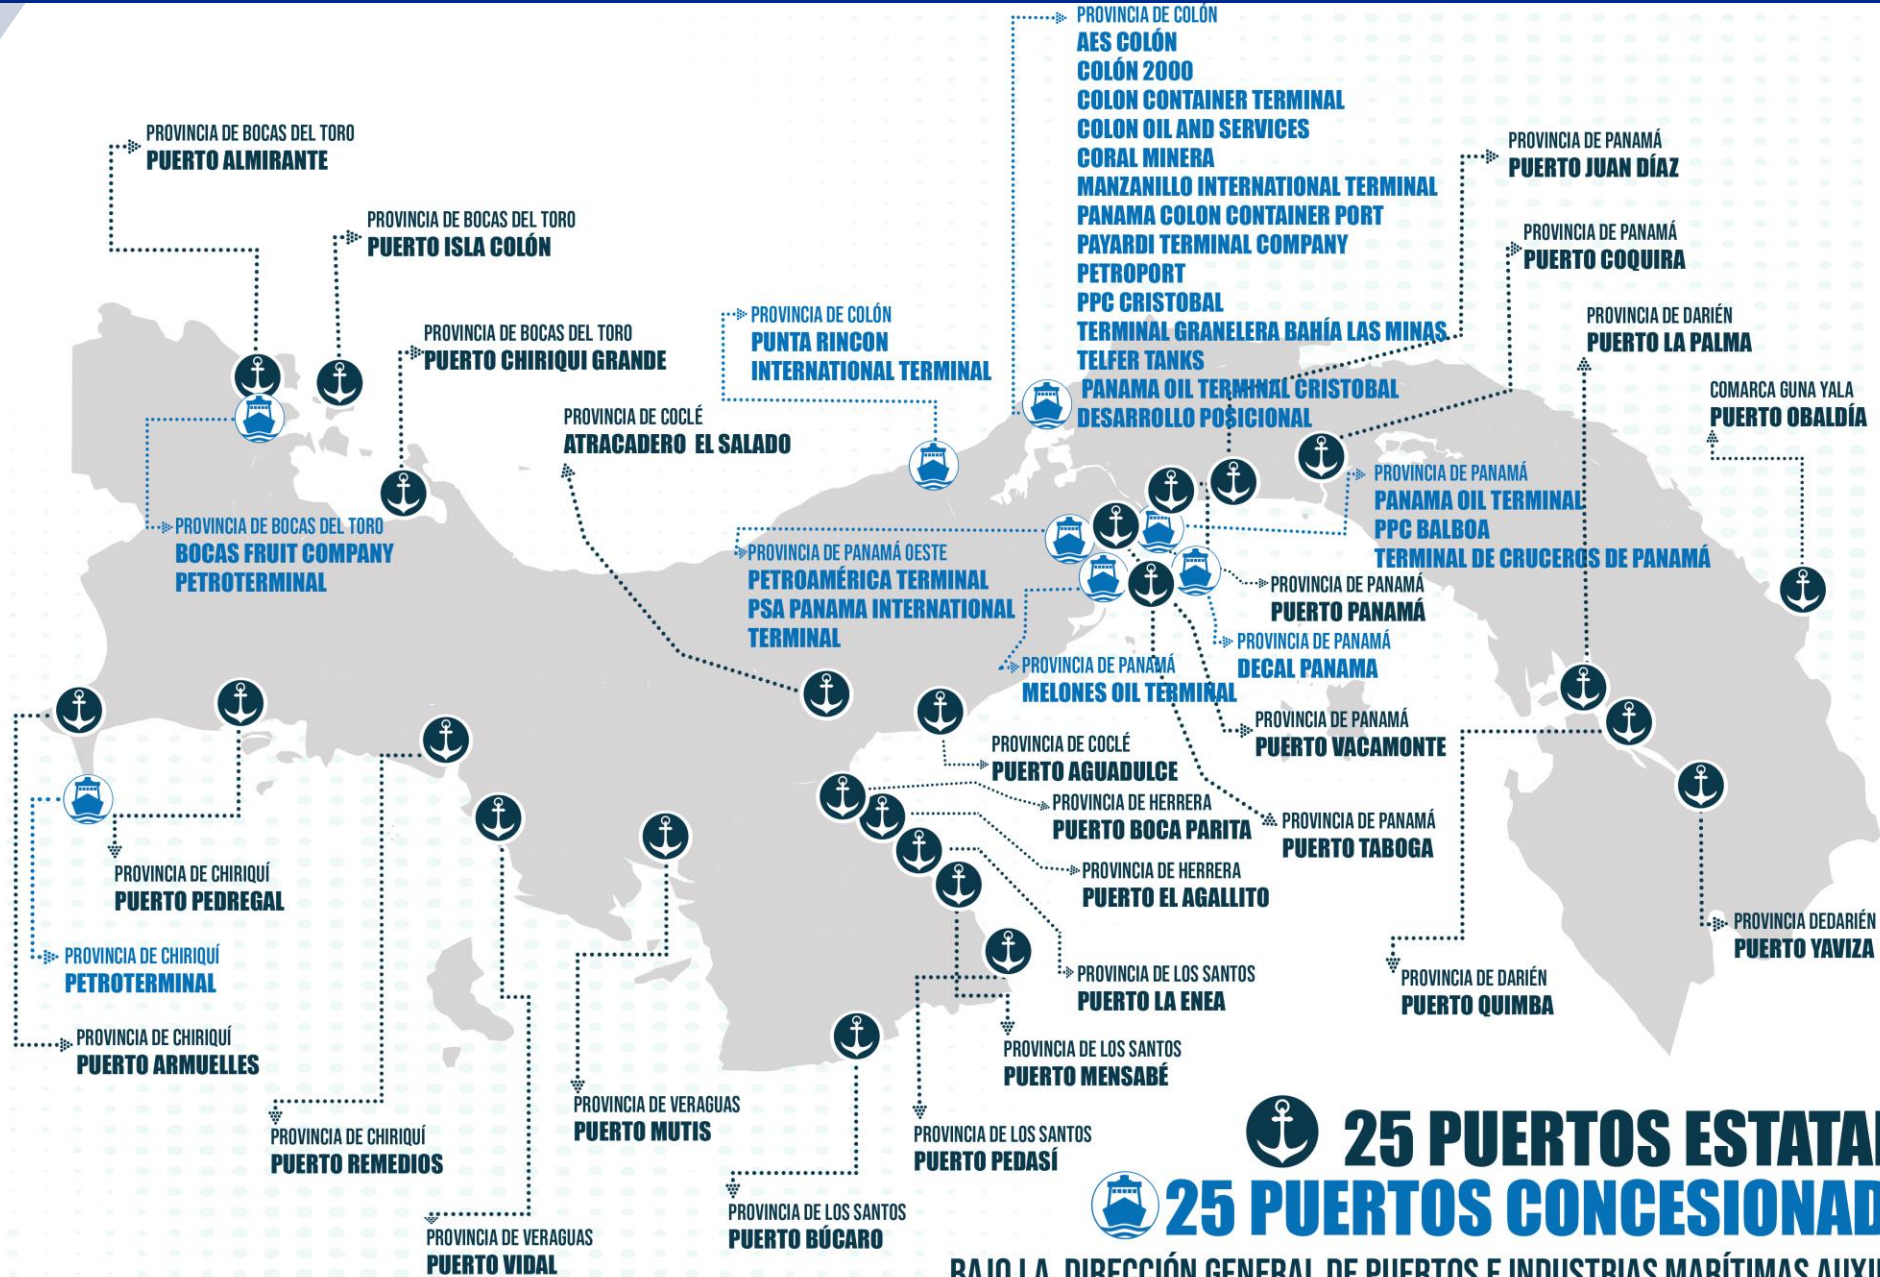 PROVINCIA DE COLÓN
AES COLÓN
COLÓN 2000
COLON CONTAINER TERMINAL
COLON OIL AND SERVICES
CORAL MINERA
MANZANILLO INTERNATIONAL TERMINAL
PANAMA COLON CONTAINER PORT
PAYARDI TERMINAL COMPANY
PETROPORT
PPC CRISTOBAL
TERMINAL GRANELERA BAHÍA LAS MINAS
TELFER TANKS
PANAMA OIL TERMINAL CRISTOBAL
DESARROLLO POSICIONAL
PROVINCIA DE BOCAS DEL TORO
PUERTO ALMIRANTE
PROVINCIA DE BOCAS DEL TORO
PUERTO ISLA COLÓN
PROVINCIA DE BOCAS DEL TORO
PUERTO CHIRIQUI GRANDE
PROVINCIA DE COLÓN
PUNTA RINCON
INTERNATIONAL TERMINAL
PROVINCIA DE COCLÉ
ATRACADERO EL SALADO
PROVINCIA DE PANAMÁ
PUERTO JUAN DÍAZ
PROVINCIA DE PANAMÁ
PUERTO COQUIRA
PROVINCIA DE DARIÉN
PUERTO LA PALMA
COMARCA GUNA YALA
PUERTO OBALDÍA
PROVINCIA DE BOCAS DEL TORO
BOCAS FRUIT COMPANY
PETROTERMINAL
PROVINCIA DE PANAMÁ OESTE
PETROAMÉRICA TERMINAL
PSA PANAMA INTERNATIONAL
TERMINAL
PROVINCIA DE PANAMÁ
PANAMA OIL TERMINAL
PPC BALBOA
TERMINAL DE CRUCEROS DE PANAMÁ
PROVINCIA DE PANAMÁ
PUERTO PANAMÁ
PROVINCIA DE PANAMÁ
DECAL PANAMA
PROVINCIA DE PANAMÁ
MELONES OIL TERMINAL
PROVINCIA DE PANAMÁ
PUERTO VACAMONTE
PROVINCIA DE COCLÉ
PUERTO AGUADULCE
PROVINCIA DE HERRERA
PUERTO BOCA PARITA
PROVINCIA DE PANAMÁ
PUERTO TABOGA
PROVINCIA DE HERRERA
PUERTO EL AGALLITO
PROVINCIA DE CHIRIQUÍ
PUERTO PEDREGAL
PROVINCIA DE CHIRIQUÍ
PETROTERMINAL
PROVINCIA DE LOS SANTOS
PUERTO LA ENEA
PROVINCIA DE DARIÉN
PUERTO QUIMBA
PROVINCIA DEDARIÉN
PUERTO YAVIZA
PROVINCIA DE CHIRIQUÍ
PUERTO ARMUELLES
PROVINCIA DE LOS SANTOS
PUERTO MENSABÉ
PROVINCIA DE VERAGUAS
PUERTO MUTIS
PROVINCIA DE CHIRIQUÍ
PUERTO REMEDIOS
PROVINCIA DE LOS SANTOS
PUERTO PEDASÍ
PROVINCIA DE LOS SANTOS
PUERTO BÚCARO
PROVINCIA DE VERAGUAS
PUERTO VIDAL
25 PUERTOS ESTATA
25 PUERTOS CONCESIONAD
BAJO LA DIRECCIÓN GENERAL DE PUERTOS E INDUSTRIAS MARÍTIMAS AUXI